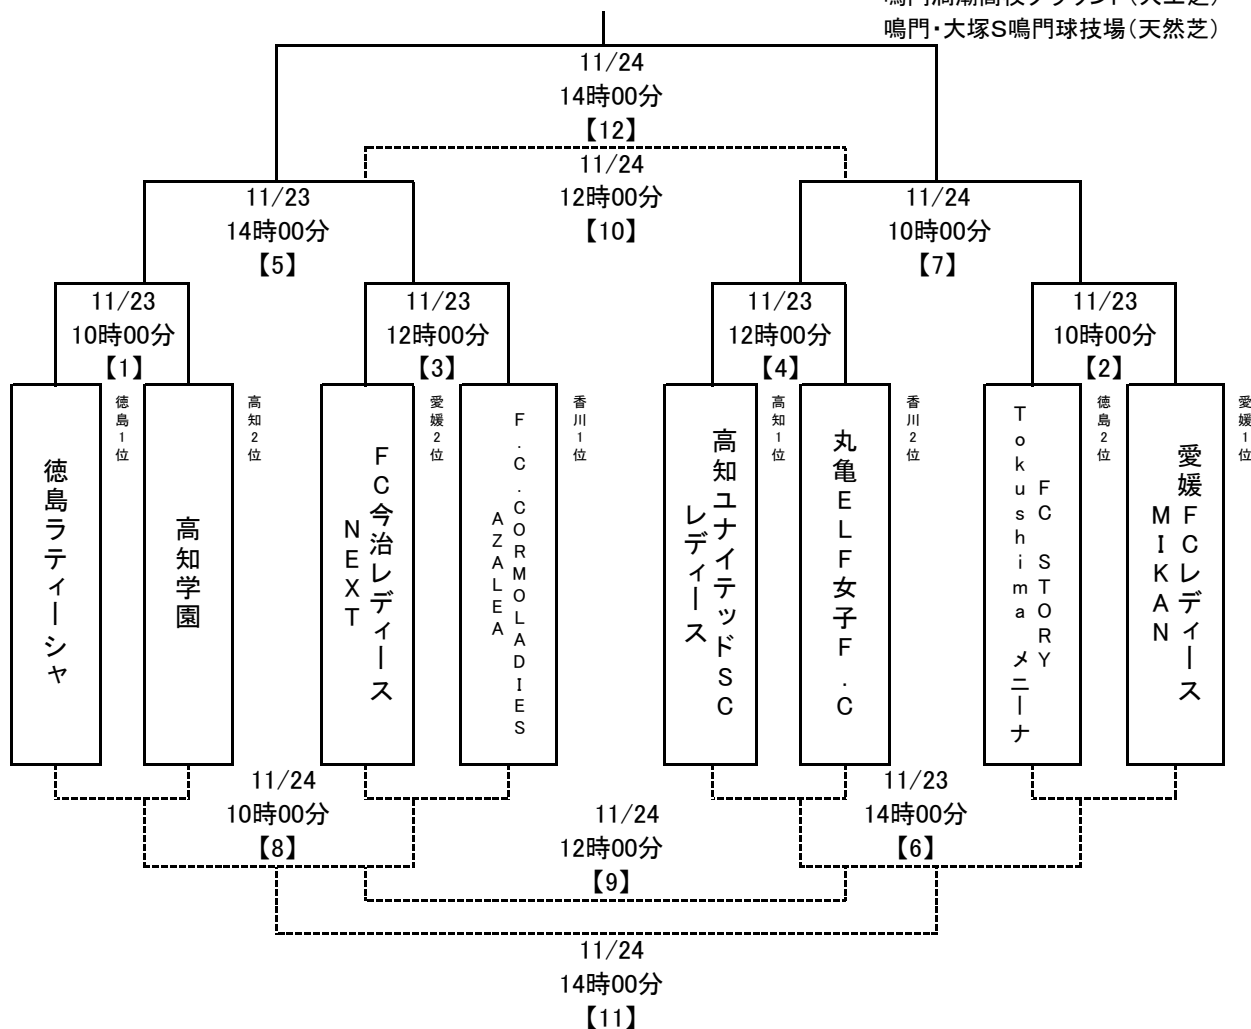 鳴門・大塚S鳴門球技場(天然芝)
11/24
14時00分
【12】
11/24
12時00分
【10】
11/23
14時00分
【5】
11/24
10時00分
【7】
11/23
10時00分
【1】
11/23
12時00分
【3】
11/23
12時00分
【4】
11/23
10時00分
【2】
徳島ラティーシャ
徳島1位
高知学園
高知2位
FC今治レディース
NEXT
愛媛2位
F.C.CORMOLADIES
AZALEA
香川1位
高知ユナイテッドSC
レディース
高知1位
丸亀ELF女子F.C
香川2位
FC STORY
Tokushima メニーナ
徳島2位
愛媛FCレディース
MIKAN
愛媛1位
11/24
10時00分
【8】
11/24
12時00分
【9】
11/23
14時00分
【6】
11/24
14時00分
【11】